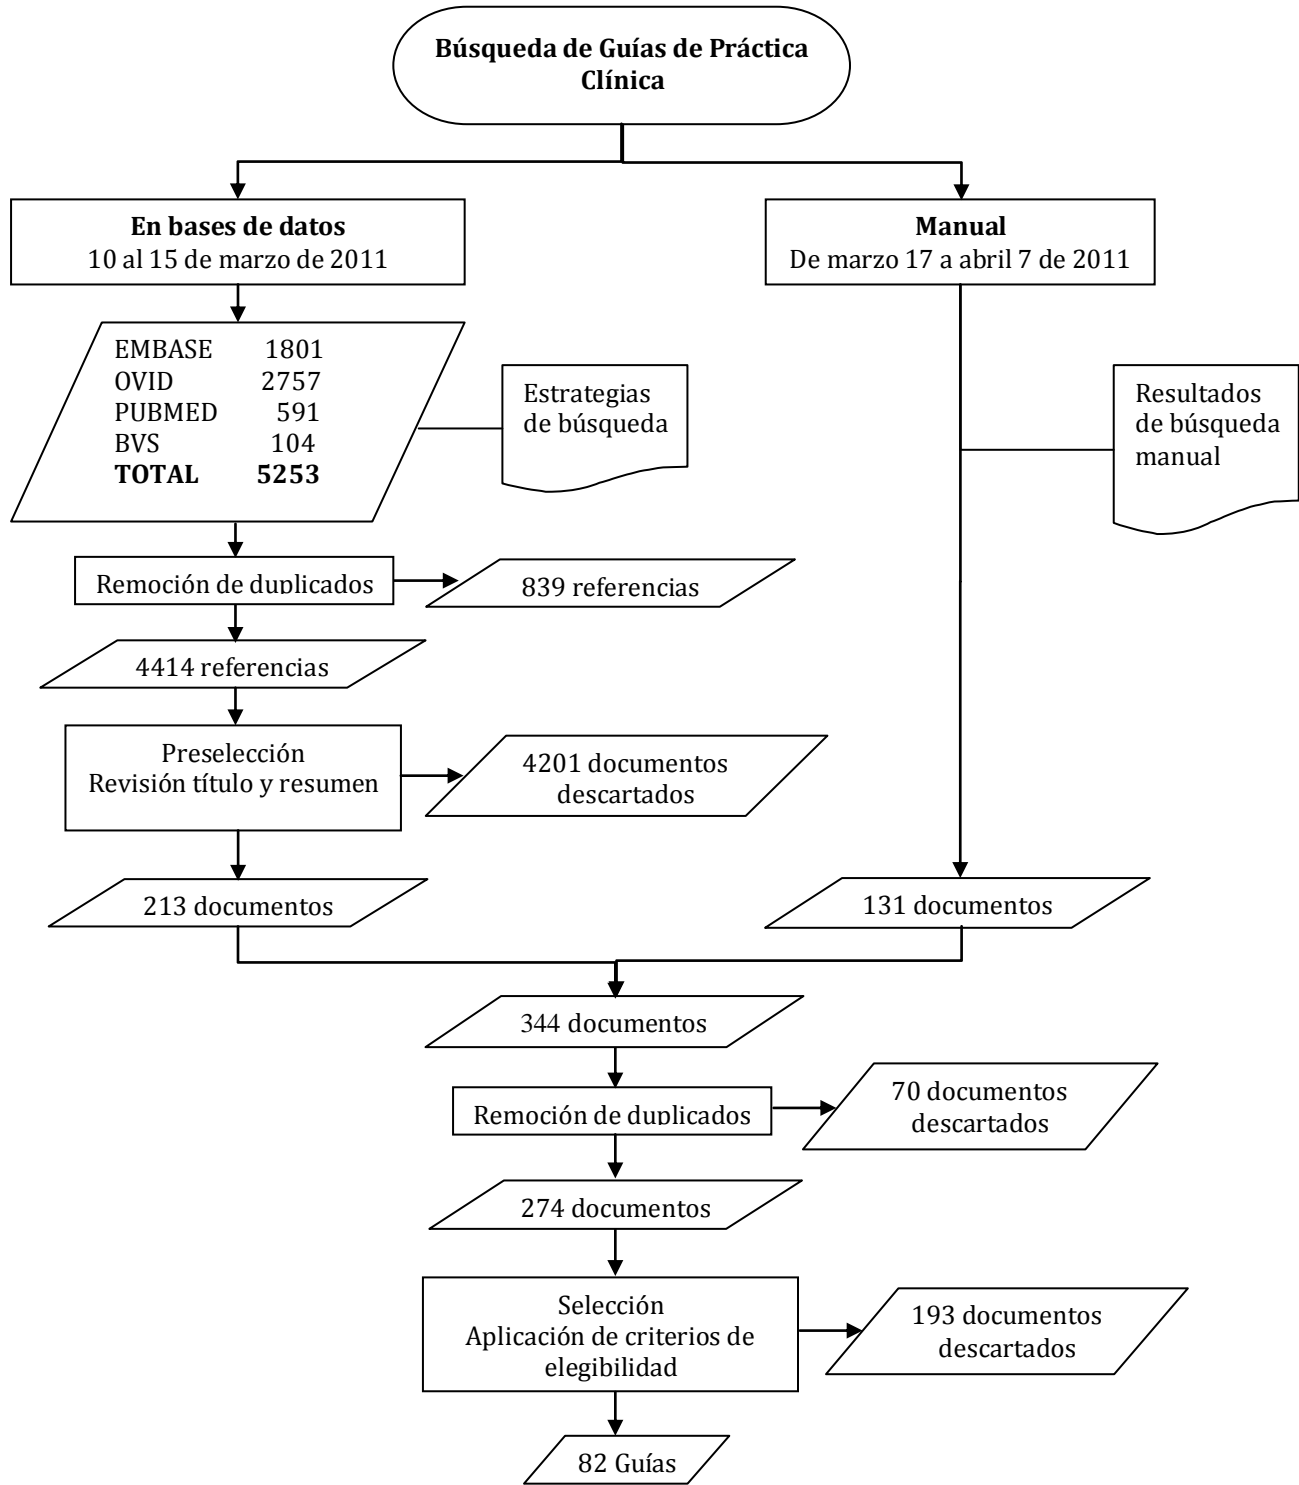 Búsqueda de Guías de Práctica
Clínica
En bases de datos
10 al 15 de marzo de 2011
Manual
De marzo 17 a abril 7 de 2011
EMBASE 1801
OVID 2757
PUBMED 591
BVS 104
TOTAL 5253
Estrategias
de búsqueda
Resultados
de búsqueda
manual
Remoción de duplicados
839 referencias
4414 referencias
Preselección
Revisión título y resumen
4201 documentos
descartados
213 documentos
131 documentos
344 documentos
Remoción de duplicados
70 documentos
descartados
274 documentos
Selección
Aplicación de criterios de
elegibilidad
193 documentos
descartados
82 Guías